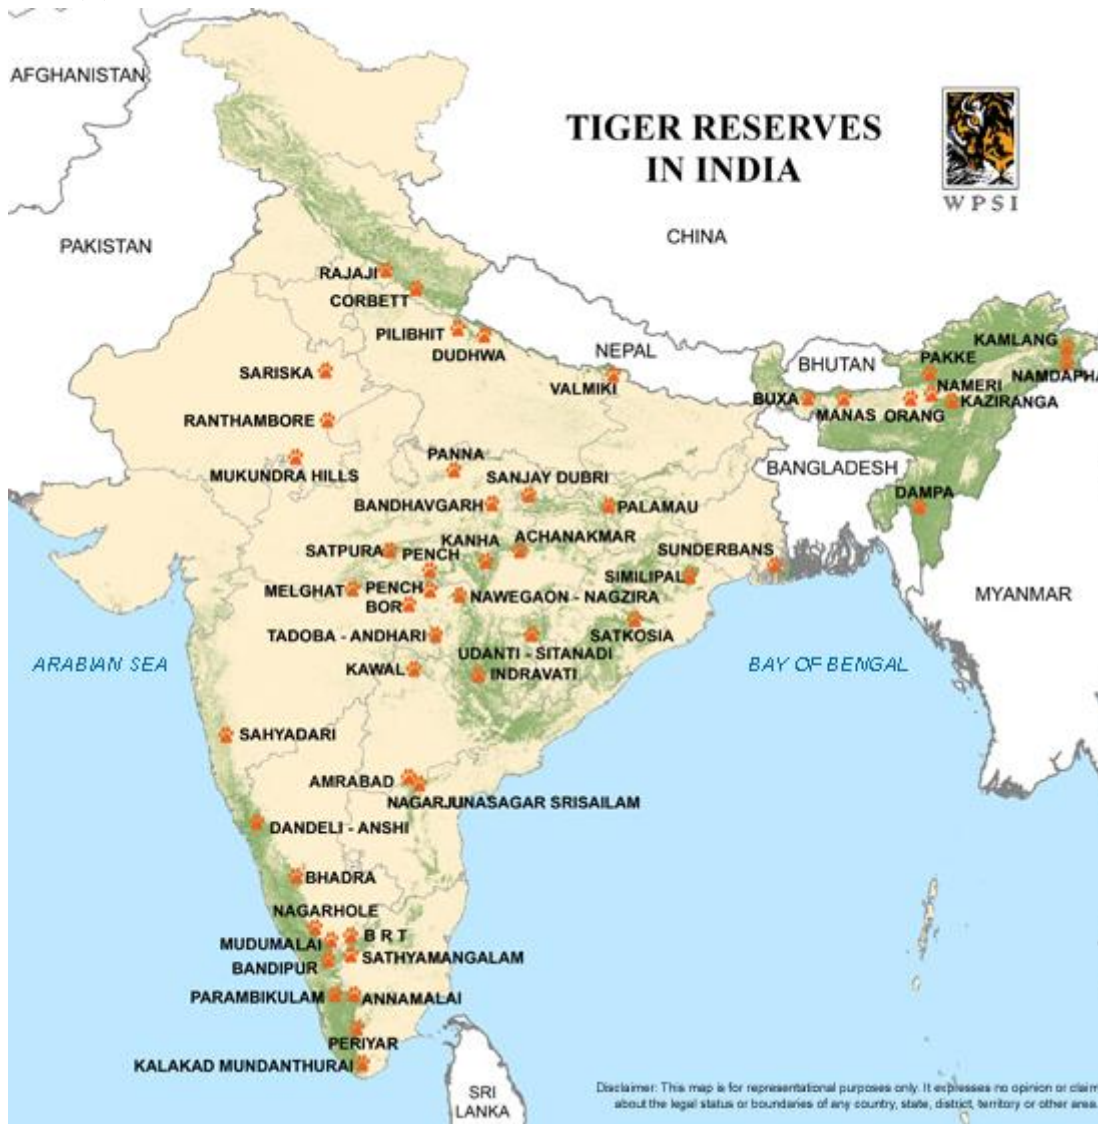 AFGHANISTAN
TIGER RESERVES
IN INDIA
WPSI
PAKISTAN
CHINA
RAJAJI
CORBETT
PILIBHIT
DUDHWA
NEPAL
VALMIKI
BHUTAN
KAMLANG
PAKKE
NAMDAPHA
SARISKA
BUXA
MANAS
ORANG
NAMERI
KAZIRANGA
RANTHAMBORE
MUKUNDRA HILLS
PANNA
SANJAY DUBRI
BANGLADESH
BANDHAVGARH
PALAMAU
DAMPA
SATPURA
PENCH
KANHA
ACHANAKMAR
SUNDERBANS
MELGHAT
PENCH
BOR
NAWEGAON - NAGZIRA
SIMILIPAL
MYANMAR
TADOBA - ANDHARI
UDANTI - SITANADI
SATKOSIA
ARABIAN SEA
KAWAL
INDRAVATI
BAY OF BENGAL
SAHYADARI
AMRABAD
NAGARJUNASAGAR SRISAILAM
DANDELI - ANSHI
BHADRA
NAGARHOLE
MUDUMALAI
B R T
BANDIPUR
SATHYAMANGALAM
PARAMBIKULAM
ANNAMALAI
PERIYAR
KALAKAD MUNDANTHURAI
SRI
LANKA
Disclaimer: This map is for representational purposes only. It expresses no opinion or claim
about the legal status or boundaries of any country, state, district, territory or other area.